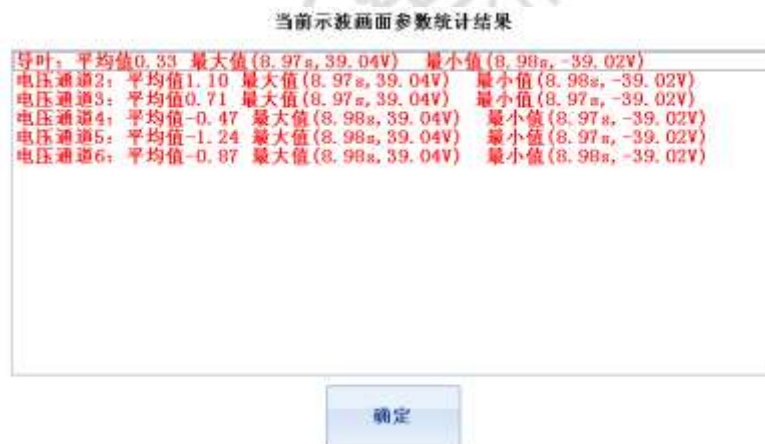 当前示波画面参数统计结果
导叶: 平均值0.33 最大值(8.97s,39.04V) 最小值(8.98s,-39.02V)
电压通道2: 平均值1.10 最大值(8.97s,39.04V) 最小值(8.98s,-39.02V)
电压通道3: 平均值0.71 最大值(8.97s,39.04V) 最小值(8.98s,-39.02V)
电压通道4: 平均值-0.47 最大值(8.98s,39.04V) 最小值(8.97s,-39.02V)
电压通道5: 平均值-1.24 最大值(8.98s,39.04V) 最小值(8.97s,-39.02V)
电压通道6: 平均值-0.87 最大值(8.98s,39.04V) 最小值(8.98s,-39.02V)
确定